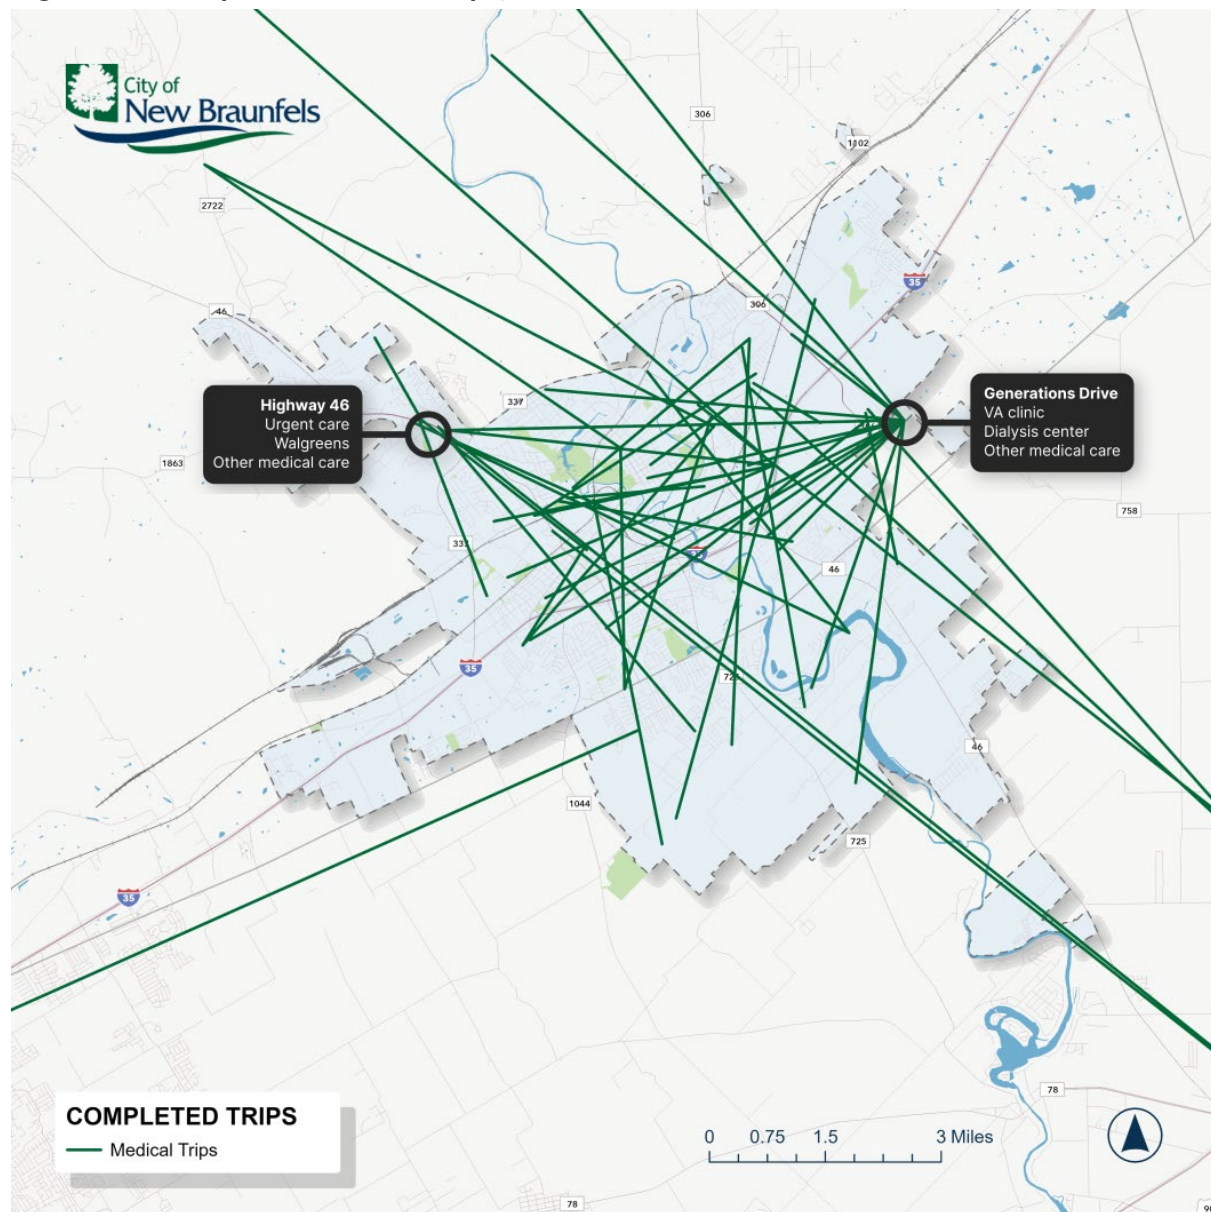 City of
New Braunfels
306
1102
2722
35
46
306
337
Highway 46
Urgent care
Walgreens
Other medical care
Generations Drive
VA clinic
Dialysis center
Other medical care
1863
758
46
35
46
1044
725
35
78
COMPLETED TRIPS
Medical Trips
0 0.75 1.5 3 Miles
78